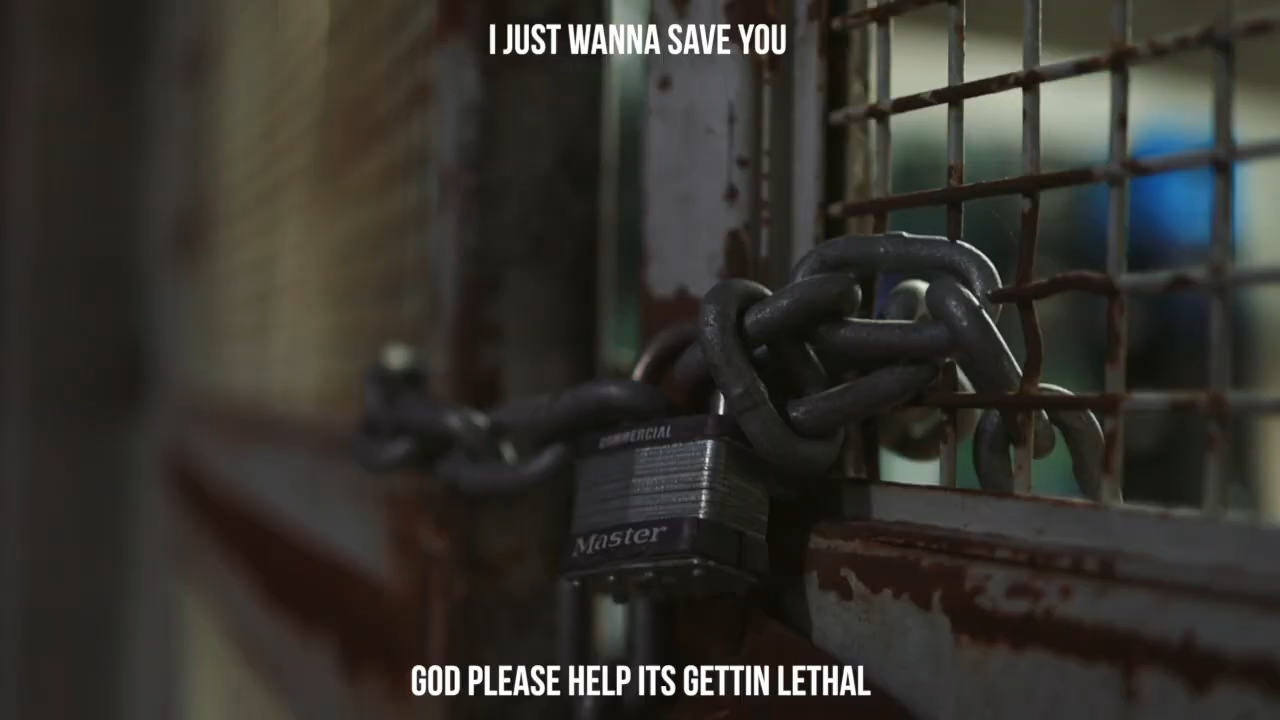 I JUST WANNA SAVE YOU
COMMERCIAL
Master
GOD PLEASE HELP ITS GETTIN LETHAL